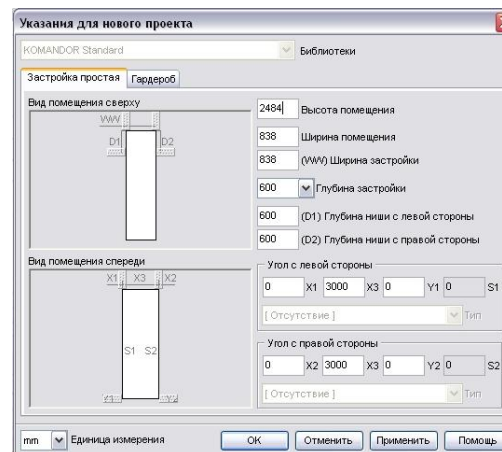 Указания для нового проекта
KOMANDOR Standard Библиотеки
Застройка простая Гардероб
Вид помещения сверху
WW
D1 D2
2484 Высота помещения
838 Ширина помещения
838 (WW) Ширина застройки
600 Глубина застройки
600 (D1) Глубина ниши с левой стороны
600 (D2) Глубина ниши с правой стороны
Вид помещения спереди
X1 X3 X2
S1 S2
Y1 Y2
Угол с левой стороны
0 X1 3000 X3 0 Y1 0 S1
[ Отсутствие ] Тип
Угол с правой стороны
0 X2 3000 X3 0 Y2 0 S2
[ Отсутствие ] Тип
mm Единица измерения
OK Отменить Применить Помощь